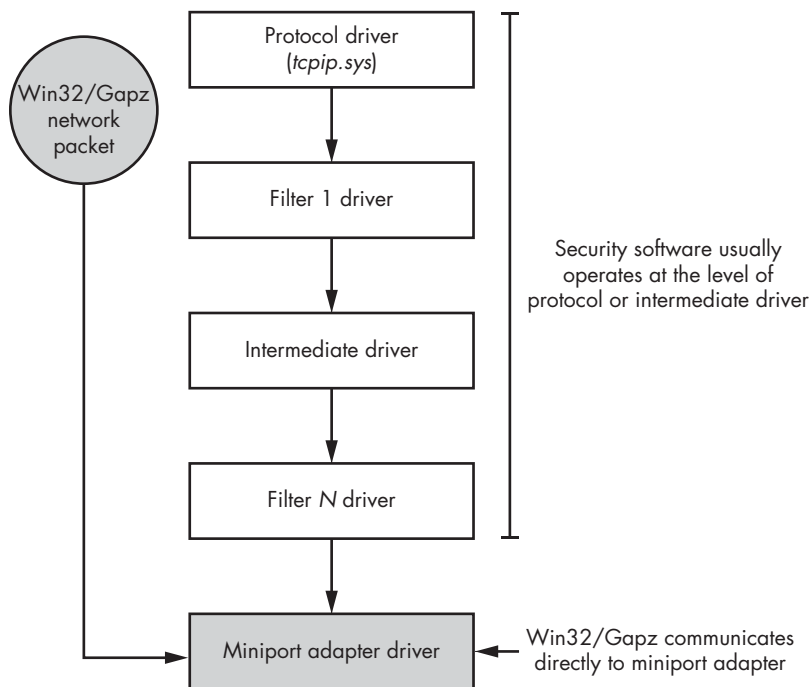 Protocol driver
(tcpip.sys)
Win32/Gapz
network
packet
Filter 1 driver
Security software usually
operates at the level of
protocol or intermediate driver
Intermediate driver
Filter N driver
Miniport adapter driver
Win32/Gapz communicates
directly to miniport adapter